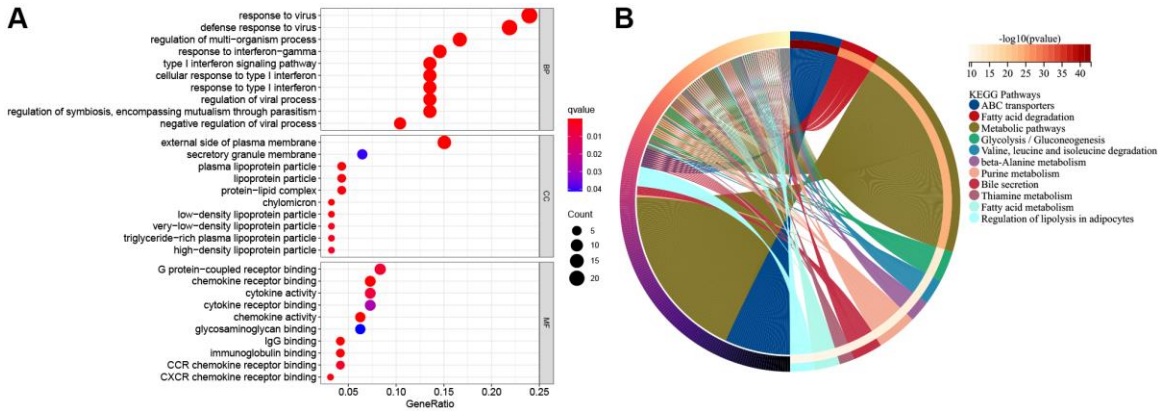 A
response to virus
defense response to virus
regulation of multi-organism process
response to interferon-gamma
type I interferon signaling pathway
cellular response to type I interferon
response to type I interferon
regulation of viral process
regulation of symbiosis, encompassing mutualism through parasitism
negative regulation of viral process
BP
external side of plasma membrane
secretory granule membrane
plasma lipoprotein particle
lipoprotein particle
protein-lipid complex
chylomicron
low-density lipoprotein particle
very-low-density lipoprotein particle
triglyceride-rich plasma lipoprotein particle
high-density lipoprotein particle
CC
G protein-coupled receptor binding
chemokine receptor binding
cytokine activity
cytokine receptor binding
chemokine activity
glycosaminoglycan binding
IgG binding
immunoglobulin binding
CCR chemokine receptor binding
CXCR chemokine receptor binding
MF
0.05 0.10 0.15 0.20 0.25
GeneRatio
qvalue
0.01
0.02
0.03
0.04
Count
5
10
15
20
B
-log10(pvalue)
10 15 20 25 30 35 40
KEGG Pathways
ABC transporters
Fatty acid degradation
Metabolic pathways
Glycolysis / Gluconeogenesis
Valine, leucine and isoleucine degradation
beta-Alanine metabolism
Purine metabolism
Bile secretion
Thiamine metabolism
Fatty acid metabolism
Regulation of lipolysis in adipocytes